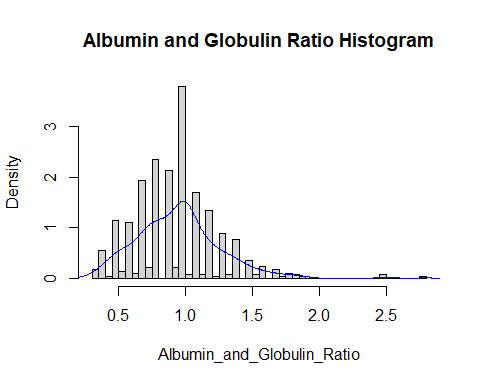 Albumin and Globulin Ratio Histogram
Density
3
2
1
0
0.5 1.0 1.5 2.0 2.5
Albumin_and_Globulin_Ratio